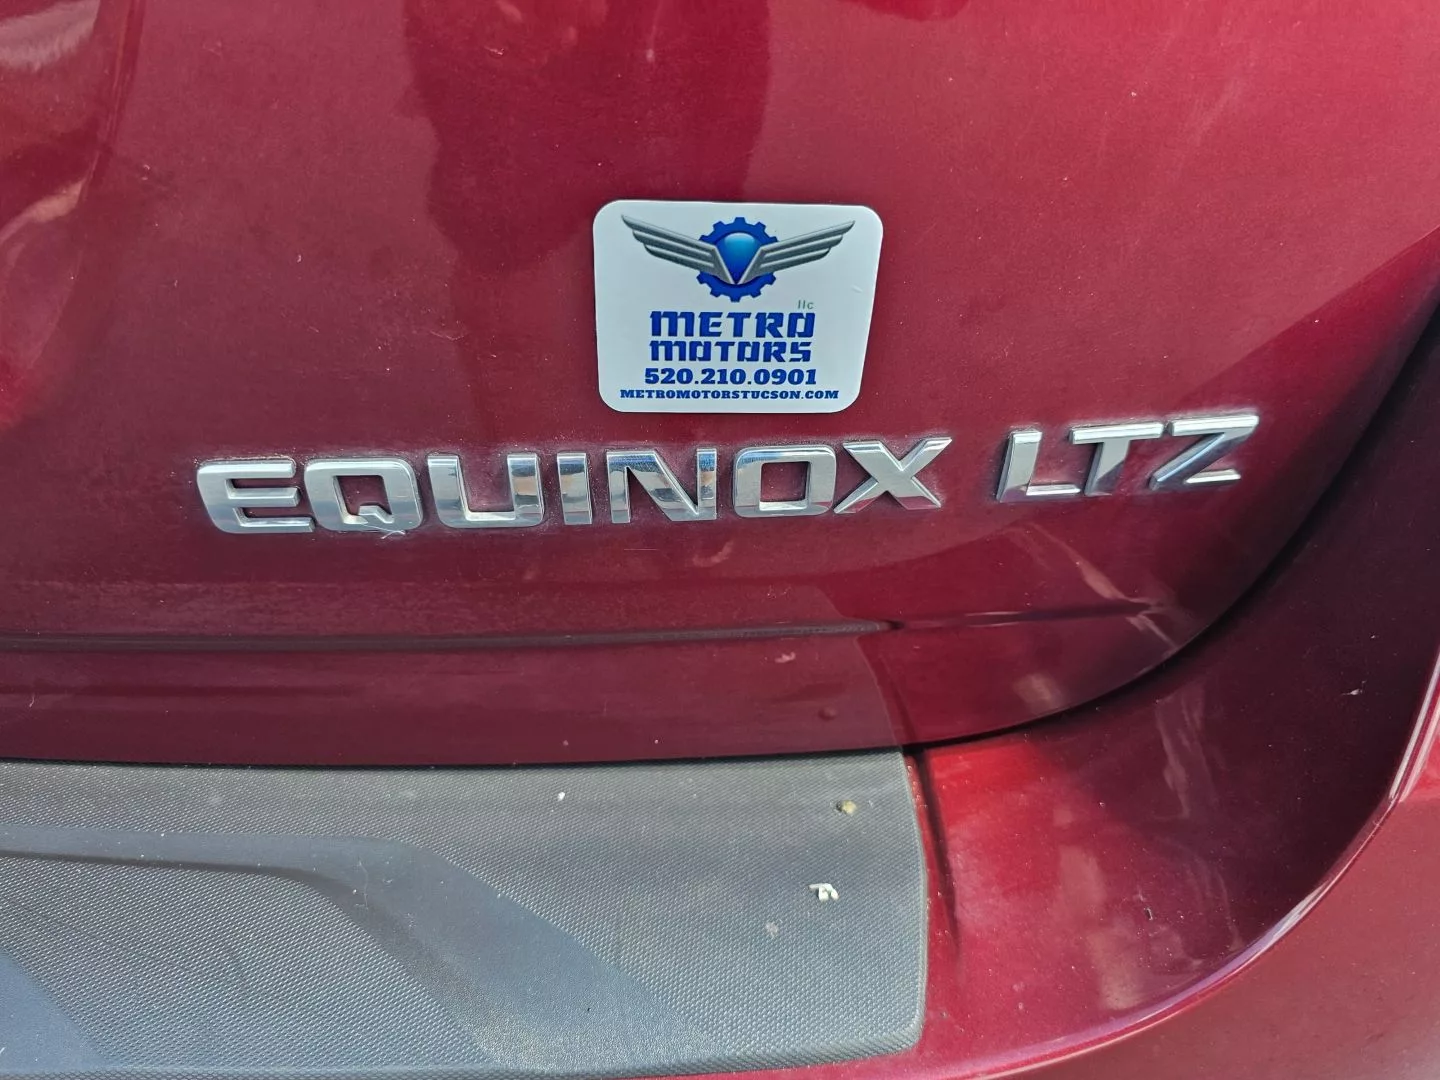 llc
METRO
MOTORS
520.210.0901
METROMOTORSTUCSON.COM
EQUINOX LTZ